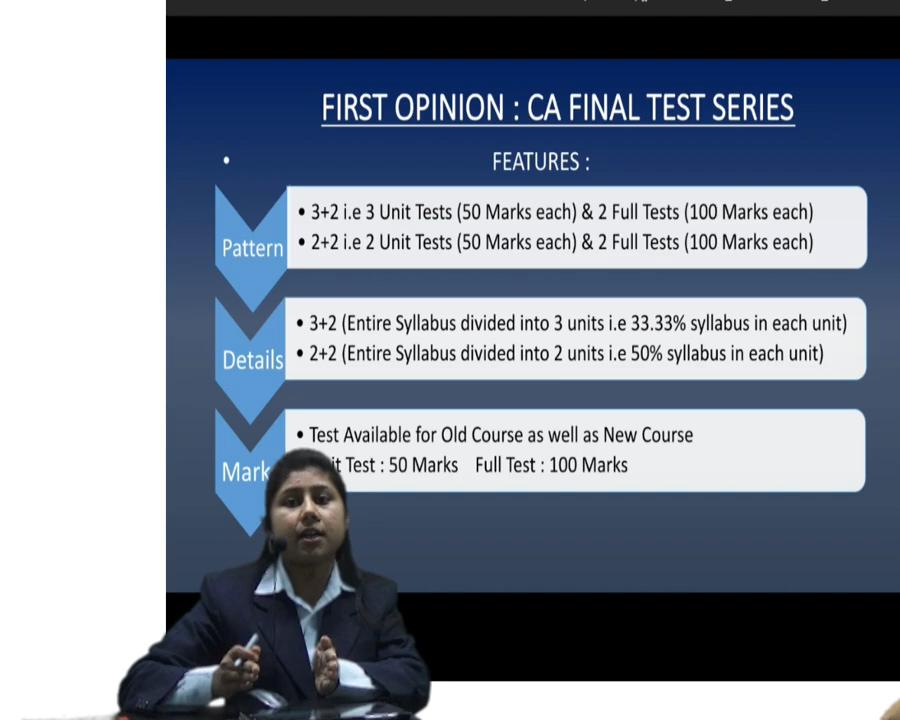 FIRST OPINION : CA FINAL TEST SERIES
• FEATURES :
Pattern
• 3+2 i.e 3 Unit Tests (50 Marks each) & 2 Full Tests (100 Marks each)
• 2+2 i.e 2 Unit Tests (50 Marks each) & 2 Full Tests (100 Marks each)
Details
• 3+2 (Entire Syllabus divided into 3 units i.e 33.33% syllabus in each unit)
• 2+2 (Entire Syllabus divided into 2 units i.e 50% syllabus in each unit)
Mark
• Test Available for Old Course as well as New Course
Test : 50 Marks Full Test : 100 Marks